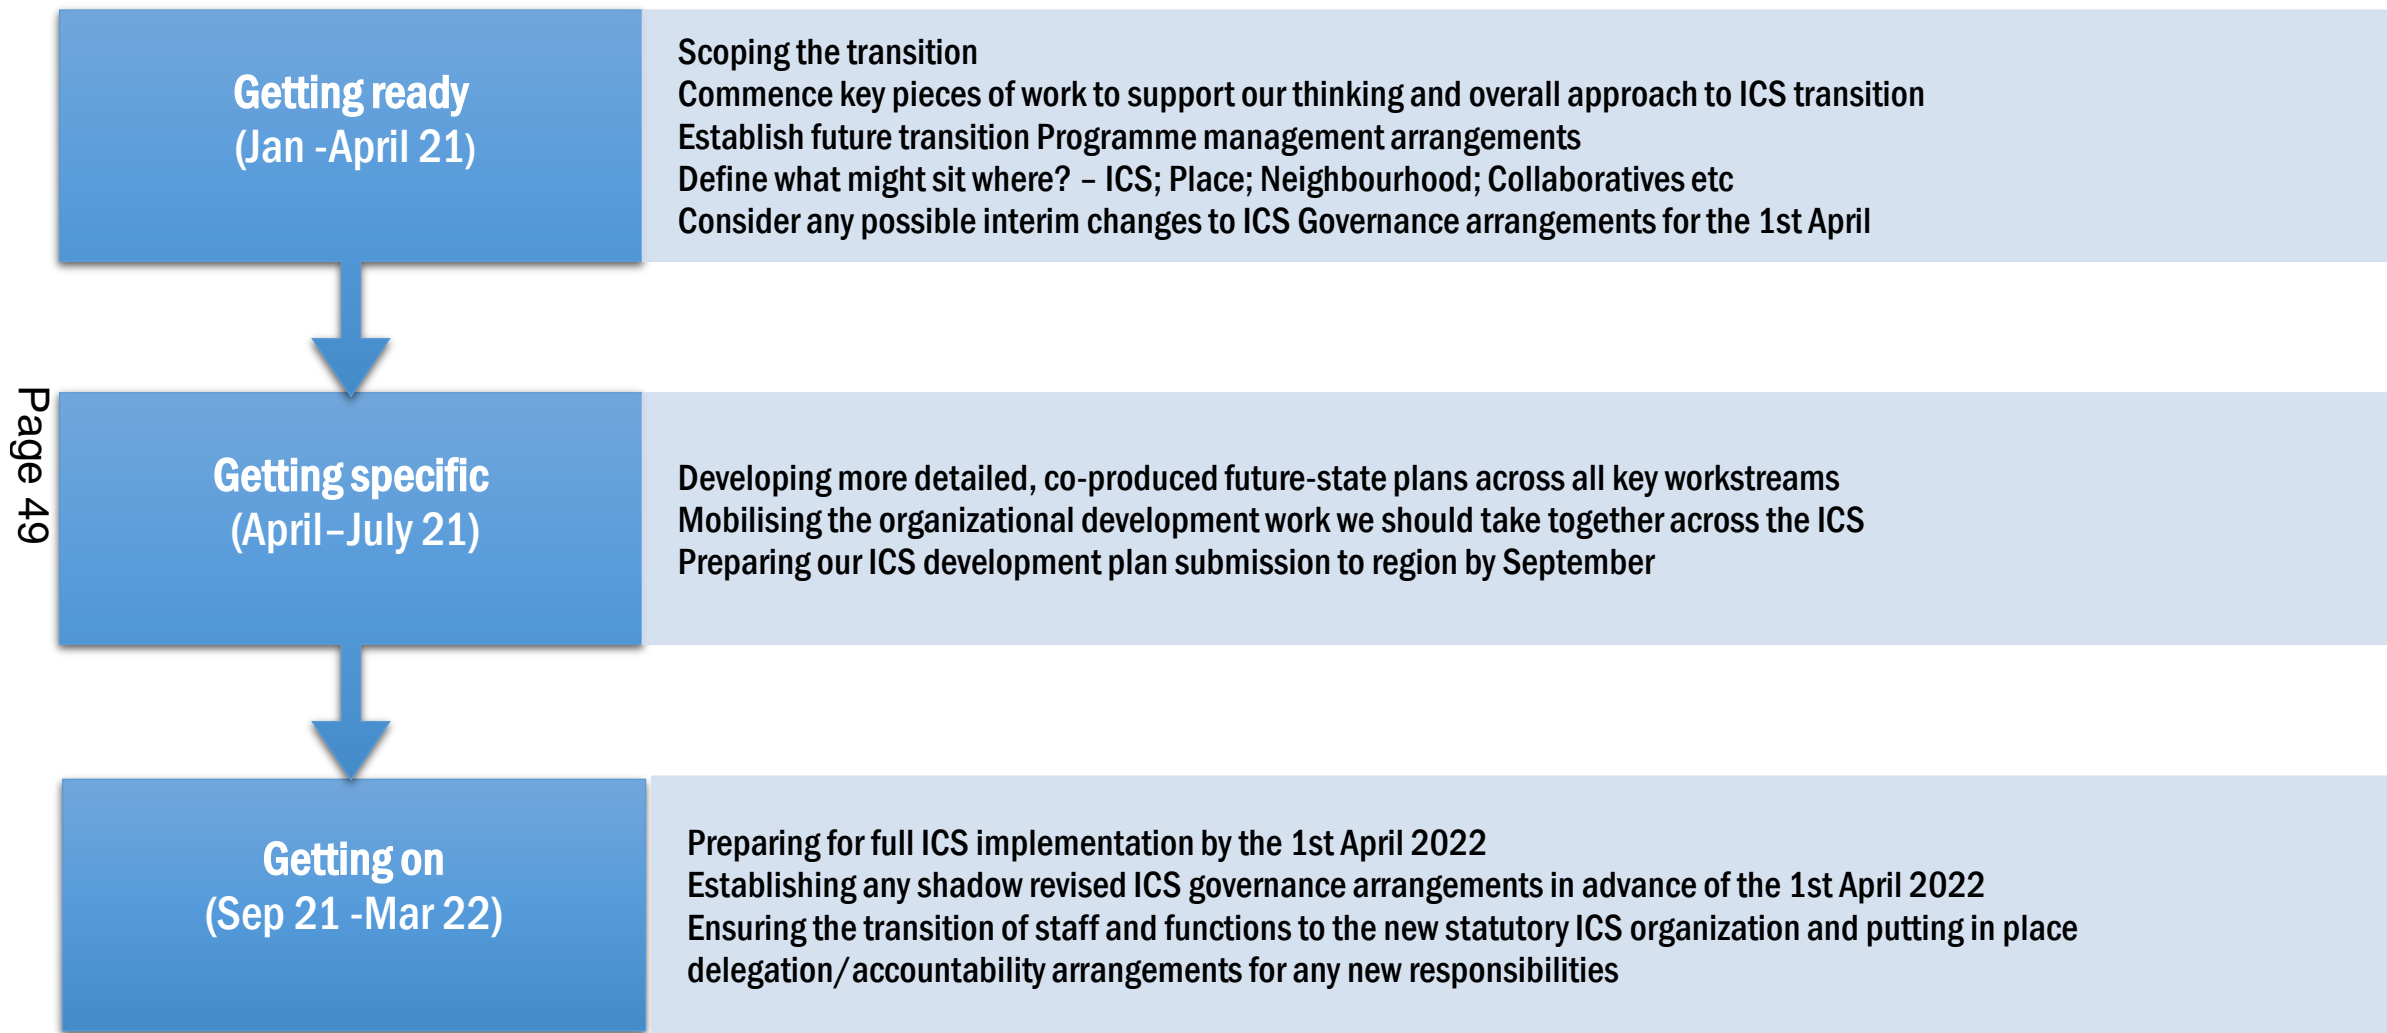 Getting ready
(Jan -April 21)
Scoping the transition
Commence key pieces of work to support our thinking and overall approach to ICS transition
Establish future transition Programme management arrangements
Define what might sit where? – ICS; Place; Neighbourhood; Collaboratives etc
Consider any possible interim changes to ICS Governance arrangements for the 1st April
Page 49
Getting specific
(April–July 21)
Developing more detailed, co-produced future-state plans across all key workstreams
Mobilising the organizational development work we should take together across the ICS
Preparing our ICS development plan submission to region by September
Getting on
(Sep 21 -Mar 22)
Preparing for full ICS implementation by the 1st April 2022
Establishing any shadow revised ICS governance arrangements in advance of the 1st April 2022
Ensuring the transition of staff and functions to the new statutory ICS organization and putting in place
delegation/accountability arrangements for any new responsibilities